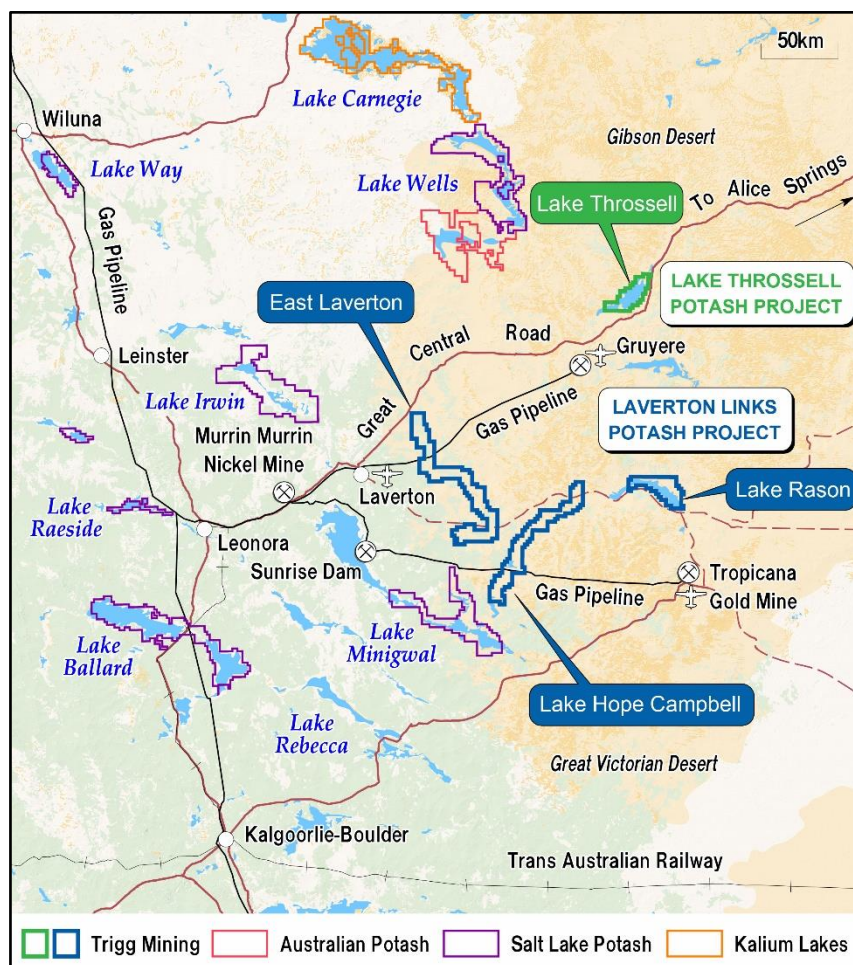 50km
Lake Carnegie
Wiluna
Gibson Desert
Lake Way
Lake Wells
To Alice Springs
Lake Throssell
Gas Pipeline
LAKE THROSSELL
POTASH PROJECT
East Laverton
Great Central Road
Leinster
Gruyere
Lake Irwin
Gas Pipeline
LAVERTON LINKS
POTASH PROJECT
Murrin Murrin
Nickel Mine
Laverton
Lake Rason
Lake
Raeside
Leonora
Sunrise Dam
Gas Pipeline
Tropicana
Gold Mine
Lake
Ballard
Lake
Minigwal
Lake Hope Campbell
Lake
Rebecca
Great Victorian Desert
Kalgoorlie-Boulder
Trans Australian Railway
Trigg Mining
Australian Potash
Salt Lake Potash
Kalium Lakes